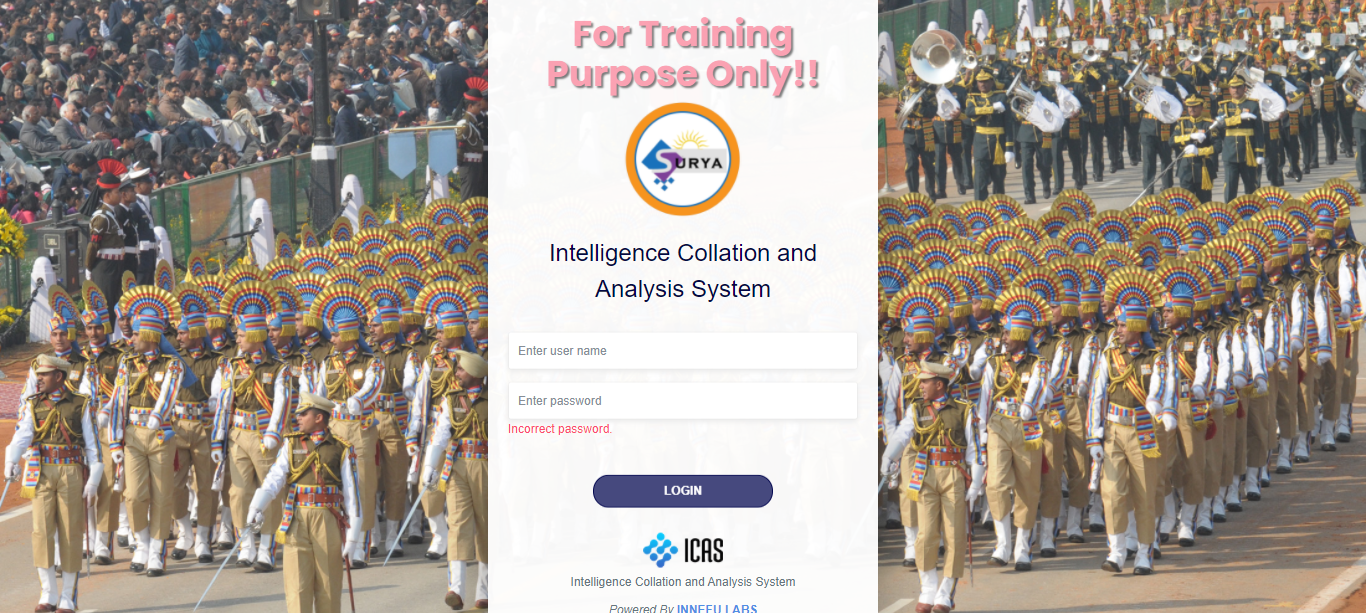 For Training
Purpose Only!!
SURYA
Intelligence Collation and
Analysis System
Enter user name
Enter password
Incorrect password.
LOGIN
ICAS
Intelligence Collation and Analysis System
Powered By INNEFU LABS
JBL